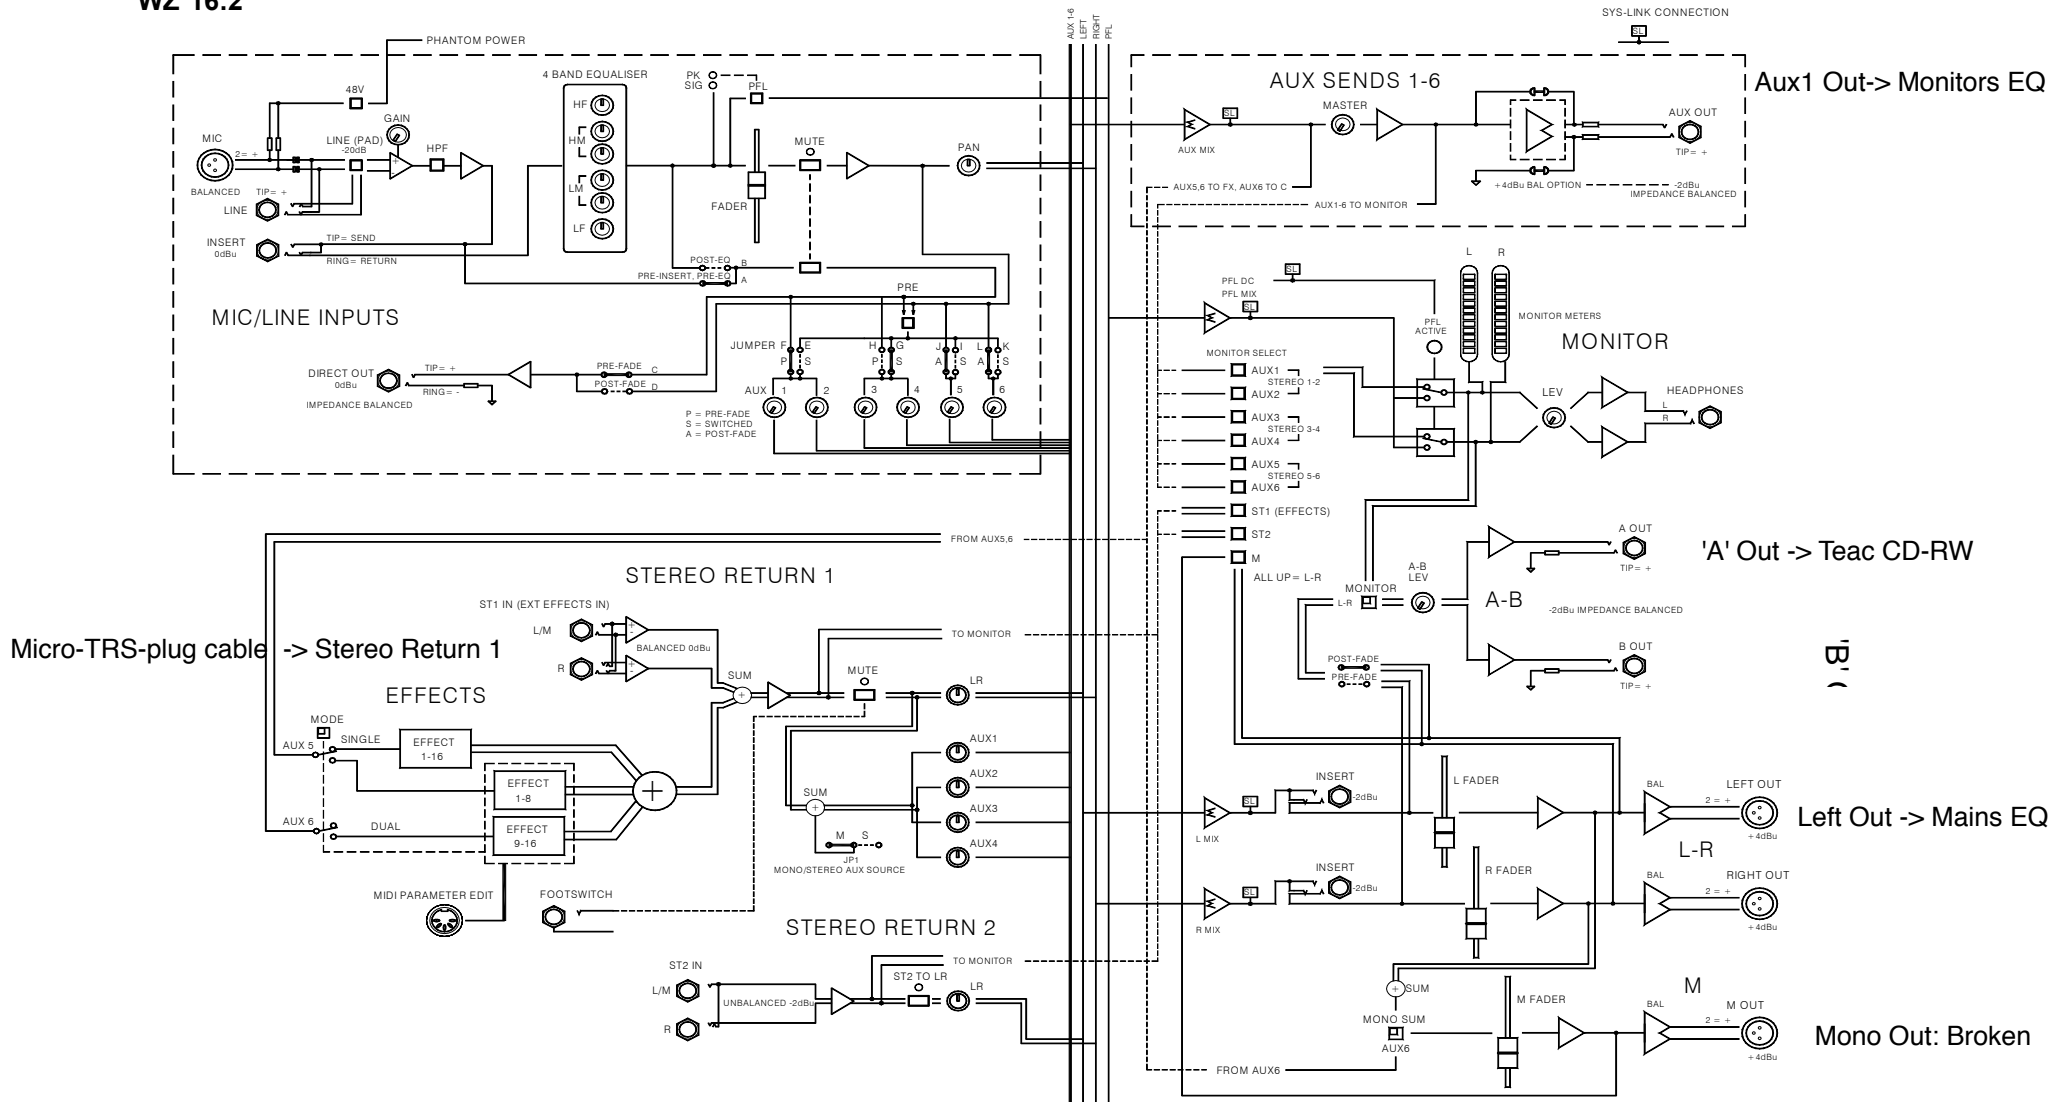 WZ 16:2
AUX 1-6
LEFT
RIGHT
PFL
SYS-LINK CONNECTION
SL
PHANTOM POWER
48V
MIC
2= +
BALANCED
LINE (PAD)
-20dB
GAIN
+
-
HPF
TIP= +
LINE
INSERT
0dBu
TIP= SEND
RING= RETURN
4 BAND EQUALISER
HF
HM
LM
LF
PK
SIG
PFL
FADER
MUTE
PAN
POST-EQ
B
PRE-INSERT, PRE-EQ
A
MIC/LINE INPUTS
PRE
JUMPER F E H G J I L K
P S P S A S A S
AUX 1 2 3 4 5 6
P = PRE-FADE
S = SWITCHED
A = POST-FADE
DIRECT OUT
0dBu
IMPEDANCE BALANCED
TIP= +
RING= -
PRE-FADE C
POST-FADE D
AUX SENDS 1-6
Aux1 Out-> Monitors EQ
SL
AUX MIX
MASTER
AUX OUT
TIP= +
AUX5,6 TO FX, AUX6 TO C
AUX1-6 TO MONITOR
+4dBu BAL OPTION
-2dBu
IMPEDANCE BALANCED
L R
PFL DC
SL
PFL MIX
SL
PFL
ACTIVE
MONITOR METERS
MONITOR
MONITOR SELECT
AUX1
STEREO 1-2
AUX2
AUX3
STEREO 3-4
AUX4
AUX5
STEREO 5-6
AUX6
ST1 (EFFECTS)
ST2
M
ALL UP= L-R
LEV
HEADPHONES
L
R
A OUT
TIP= +
'A' Out -> Teac CD-RW
A-B
LEV
MONITOR
L-R
A-B
-2dBu IMPEDANCE BALANCED
B OUT
TIP= +
'B'
POST-FADE
PRE-FADE
FROM AUX5,6
STEREO RETURN 1
ST1 IN (EXT EFFECTS IN)
L/M
R
+
-
+
-
BALANCED 0dBu
Micro-TRS-plug cable -> Stereo Return 1
SUM
+
TO MONITOR
MUTE
LR
EFFECTS
MODE
AUX 5
SINGLE
EFFECT
1-16
EFFECT
1-8
AUX 6
DUAL
EFFECT
9-16
+
AUX1
AUX2
AUX3
AUX4
SUM
+
M S
JP1
MONO/STEREO AUX SOURCE
MIDI PARAMETER EDIT
FOOTSWITCH
STEREO RETURN 2
ST2 IN
L/M
R
UNBALANCED -2dBu
TO MONITOR
ST2 TO LR
LR
L MIX
SL
INSERT
-2dBu
L FADER
BAL
LEFT OUT
2 = +
+4dBu
Left Out -> Mains EQ
L-R
R MIX
SL
INSERT
-2dBu
R FADER
BAL
RIGHT OUT
2 = +
+4dBu
+
SUM
MONO SUM
AUX6
FROM AUX6
M FADER
M
BAL
M OUT
2 = +
+4dBu
Mono Out: Broken